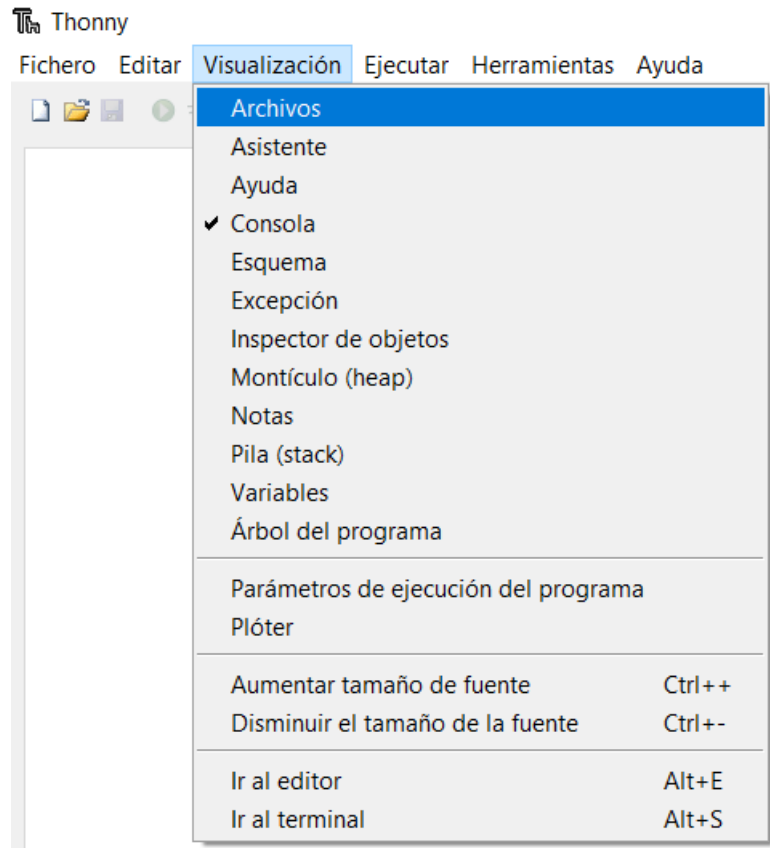 Thonny
Fichero Editar Visualización Ejecutar Herramientas Ayuda
Archivos
Asistente
Ayuda
Consola
Esquema
Excepción
Inspector de objetos
Montículo (heap)
Notas
Pila (stack)
Variables
Árbol del programa
Parámetros de ejecución del programa
Plóter
Aumentar tamaño de fuente Ctrl++
Disminuir el tamaño de la fuente Ctrl+-
Ir al editor Alt+E
Ir al terminal Alt+S